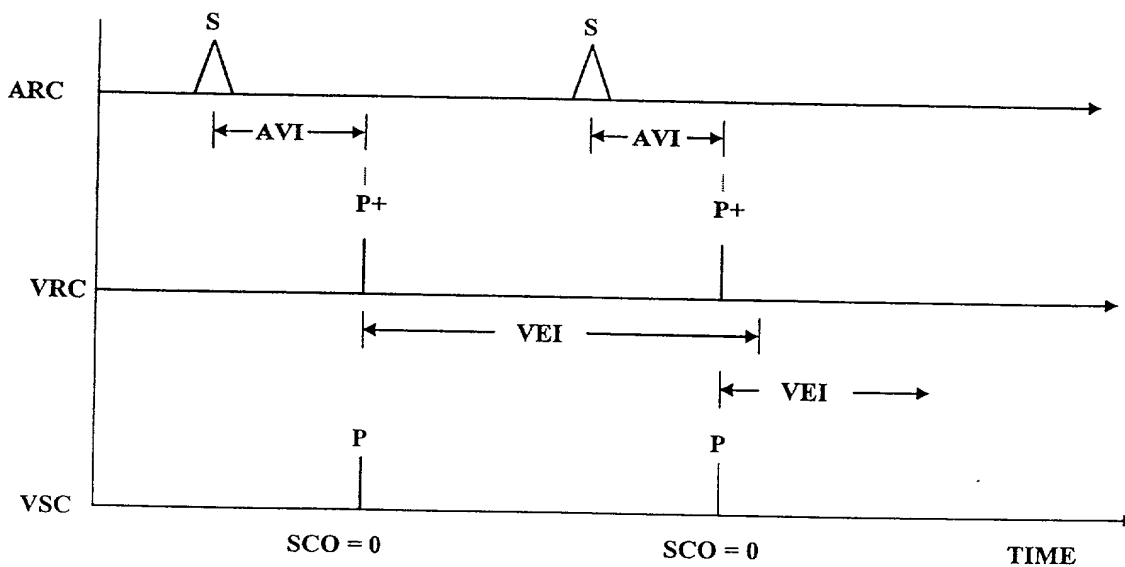 S S
ARC
AVI AVI
P+ P+
VRC
VEI
VEI
P P
VSC
SCO = 0 SCO = 0 TIME